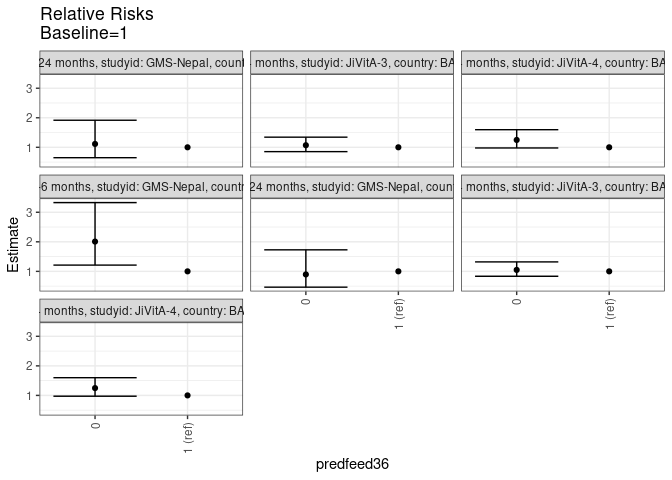 Relative Risks
Baseline=1
24 months, studyid: GMS-Nepal, count
months, studyid: JiVitA-3, country: BA
months, studyid: JiVitA-4, country: BA
3
2
1
-6 months, studyid: GMS-Nepal, countr
24 months, studyid: GMS-Nepal, count
months, studyid: JiVitA-3, country: BA
3
2
1
0
1 (ref)
0
1 (ref)
months, studyid: JiVitA-4, country: BA
3
2
1
0
1 (ref)
Estimate
predfeed36